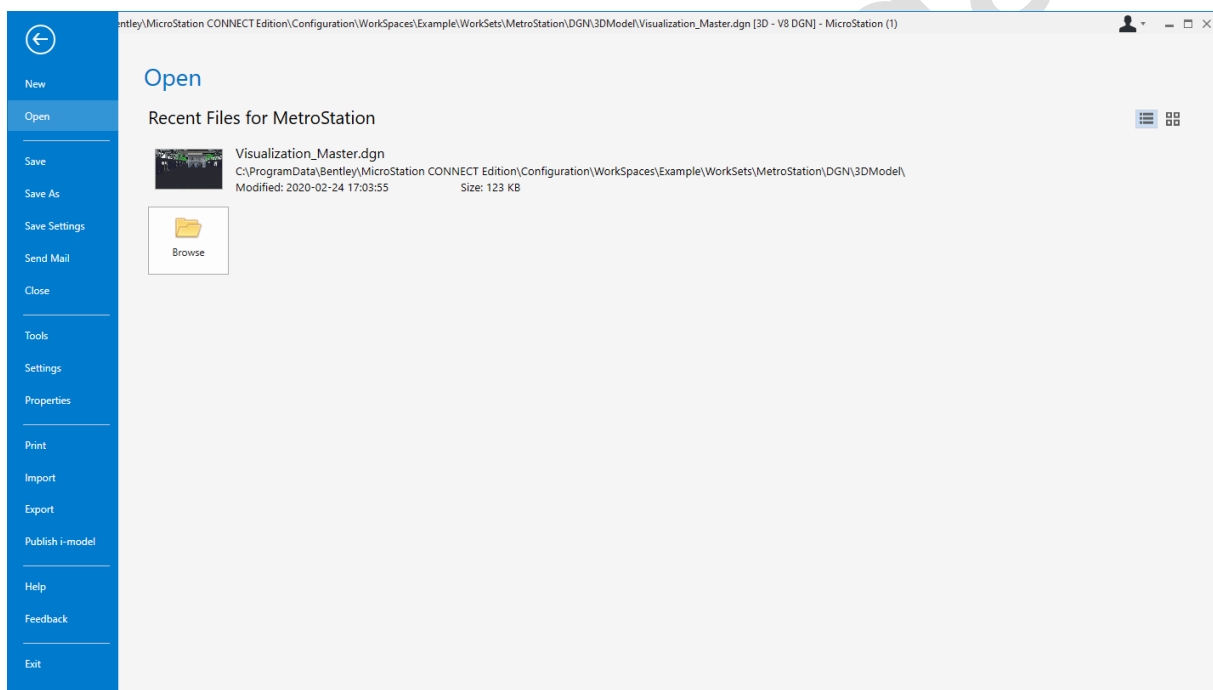 entley\MicroStation CONNECT Edition\Configuration\WorkSpaces\Example\WorkSets\MetroStation\DGN\3DModel\Visualization_Master.dgn [3D - V8 DGN] - MicroStation (1)
New
Open
Save
Save As
Save Settings
Send Mail
Close
Tools
Settings
Properties
Print
Import
Export
Publish i-model
Help
Feedback
Exit
Open
Recent Files for MetroStation
Visualization_Master.dgn
C:\ProgramData\Bentley\MicroStation CONNECT Edition\Configuration\WorkSpaces\Example\WorkSets\MetroStation\DGN\3DModel\
Modified: 2020-02-24 17:03:55 Size: 123 KB
Browse